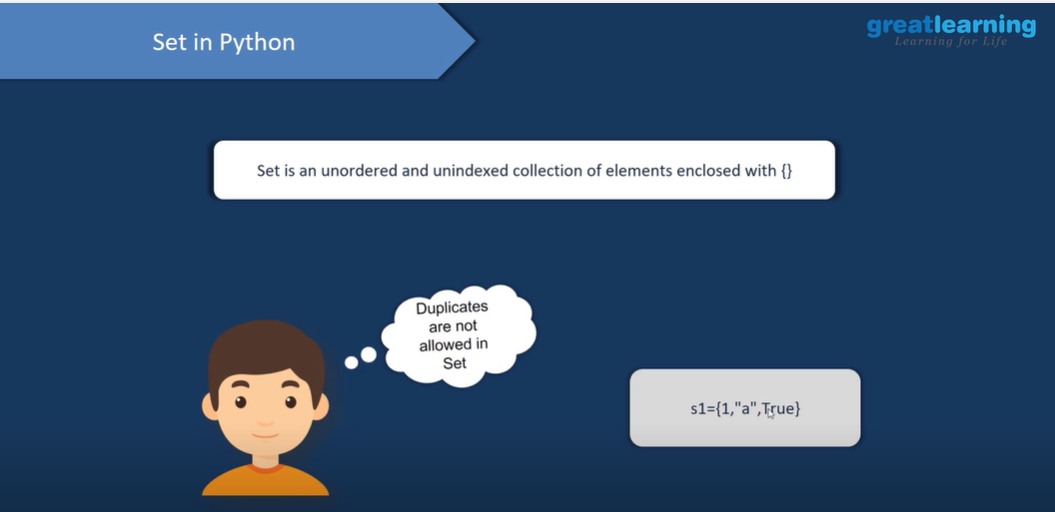 Set in Python
greatlearning
Learning for Life
Set is an unordered and unindexed collection of elements enclosed with {}
Duplicates
are not
allowed in
Set
s1={1,"a",True}